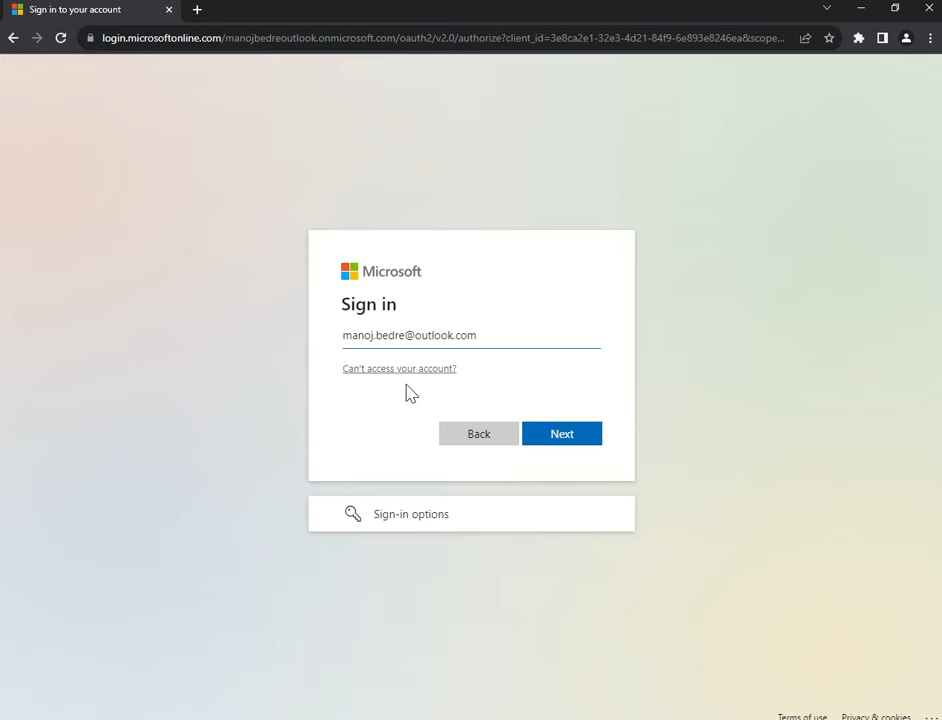 Sign in to your account
login.microsoftonline.com/manojbedreoutlook.onmicrosoft.com/oauth2/v2.0/authorize?client_id=3e8ca2e1-32e3-4d21-84f9-6e893e8246ea&scope...
Microsoft
Sign in
manoj.bedre@outlook.com
Can't access your account?
Back
Next
Sign-in options
Terms of use
Privacy & cookies
...